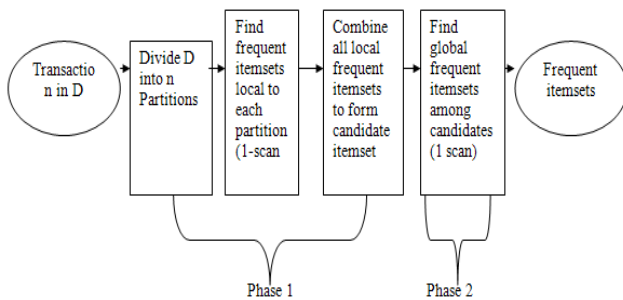 Transactio
n in D
Divide D
into n
Partitions
Find
frequent
itemsets
local to
each
partition
(1-scan
Combine
all local
frequent
itemsets
to form
candidate
itemset
Find
global
frequent
itemsets
among
candidates
(1 scan)
Frequent
itemsets
Phase 1
Phase 2